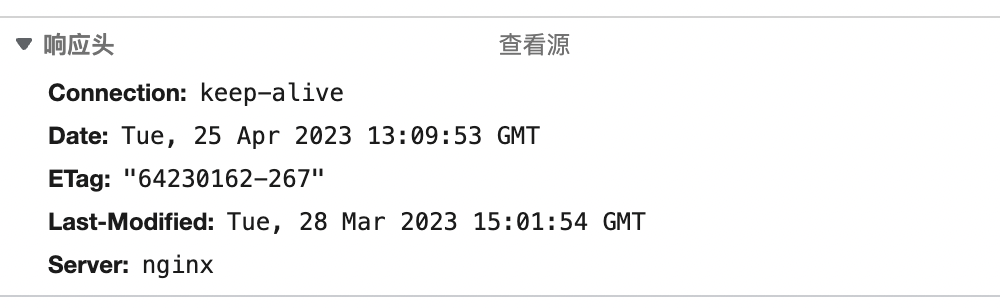 响应头 查看源
Connection: keep-alive
Date: Tue, 25 Apr 2023 13:09:53 GMT
ETag: "64230162-267"
Last-Modified: Tue, 28 Mar 2023 15:01:54 GMT
Server: nginx